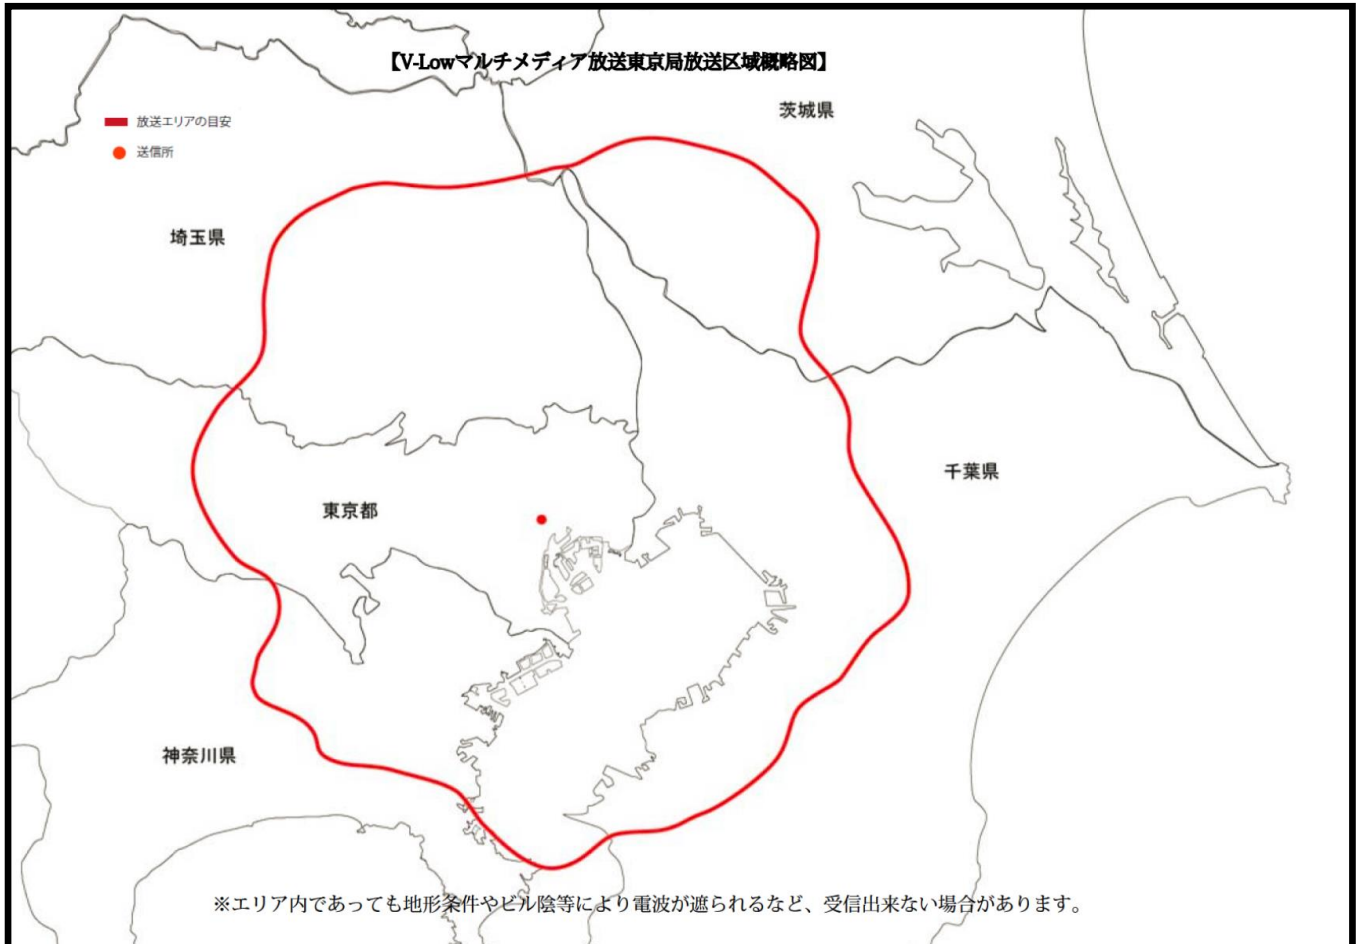 【V-Lowマルチメディア放送東京局放送区域概略図】
茨城県
放送エリアの目安
送信所
埼玉県
千葉県
東京都
神奈川県
※エリア内であっても地形条件やビル陰等により電波が遮られるなど、受信出来ない場合があります。